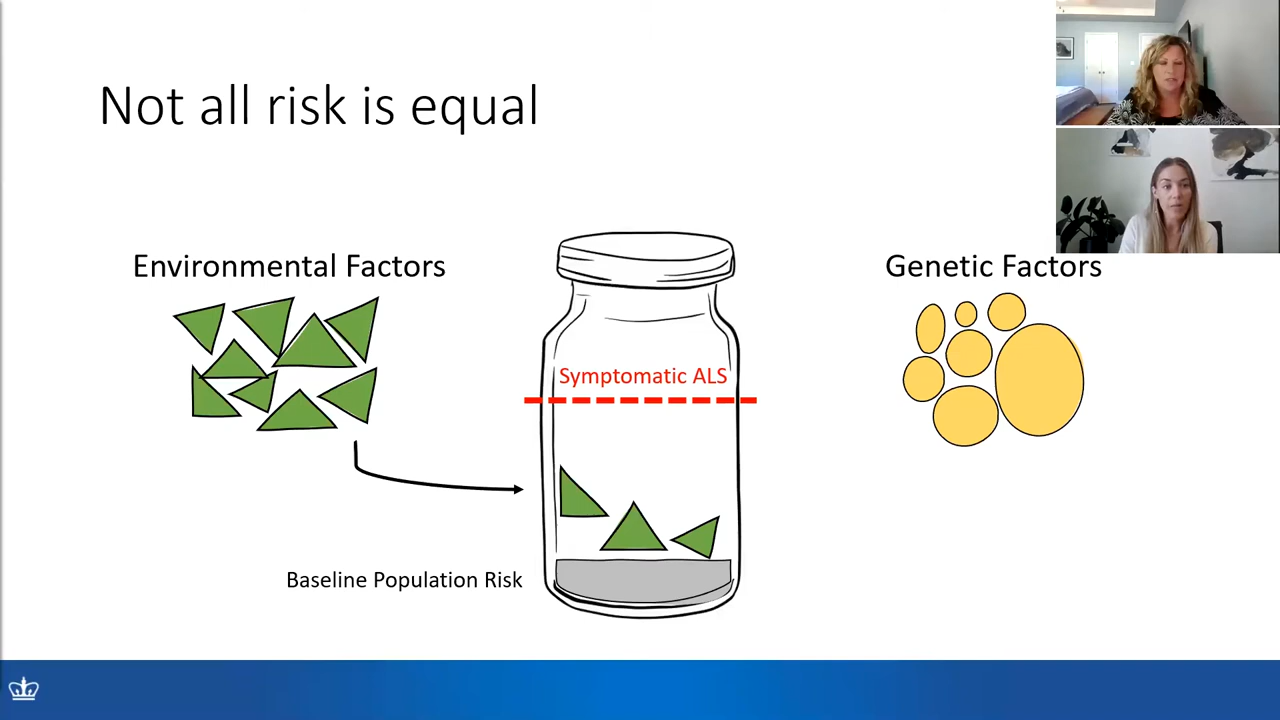 Not all risk is equal
Environmental Factors
Genetic Factors
Symptomatic ALS
Baseline Population Risk